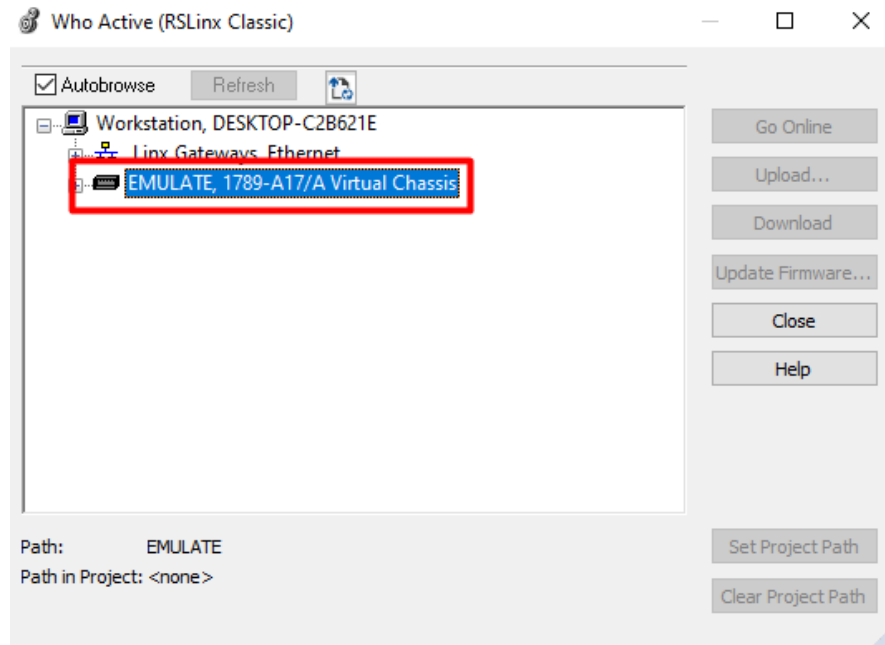 Who Active (RSLinx Classic)
Autobrowse
Refresh
Workstation, DESKTOP-C2B621E
Linx Gateways, Ethernet
EMULATE, 1789-A17/A Virtual Chassis
Go Online
Upload...
Download
Update Firmware...
Close
Help
Path: EMULATE
Path in Project: <none>
Set Project Path
Clear Project Path